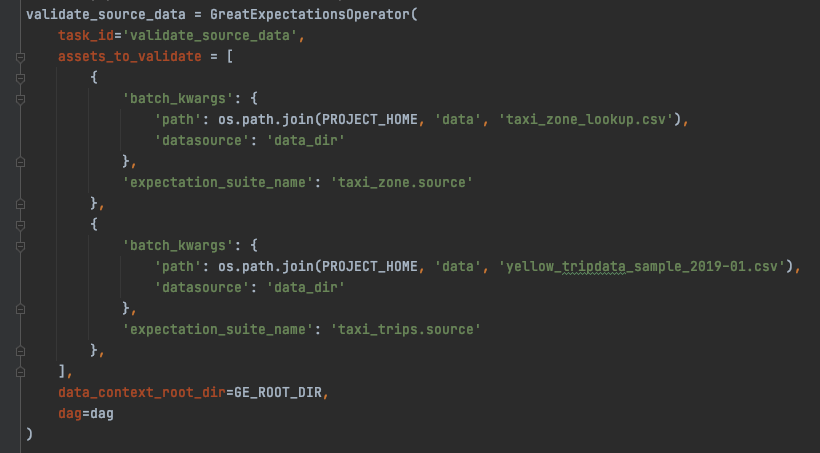 validate_source_data = GreatExpectationsOperator(
    task_id='validate_source_data',
    assets_to_validate = [
        {
            'batch_kwargs': {
                'path': os.path.join(PROJECT_HOME, 'data', 'taxi_zone_lookup.csv'),
                'datasource': 'data_dir'
            },
            'expectation_suite_name': 'taxi_zone.source'
        },
        {
            'batch_kwargs': {
                'path': os.path.join(PROJECT_HOME, 'data', 'yellow_tripdata_sample_2019-01.csv'),
                'datasource': 'data_dir'
            },
            'expectation_suite_name': 'taxi_trips.source'
        },
    ],
    data_context_root_dir=GE_ROOT_DIR,
    dag=dag
)